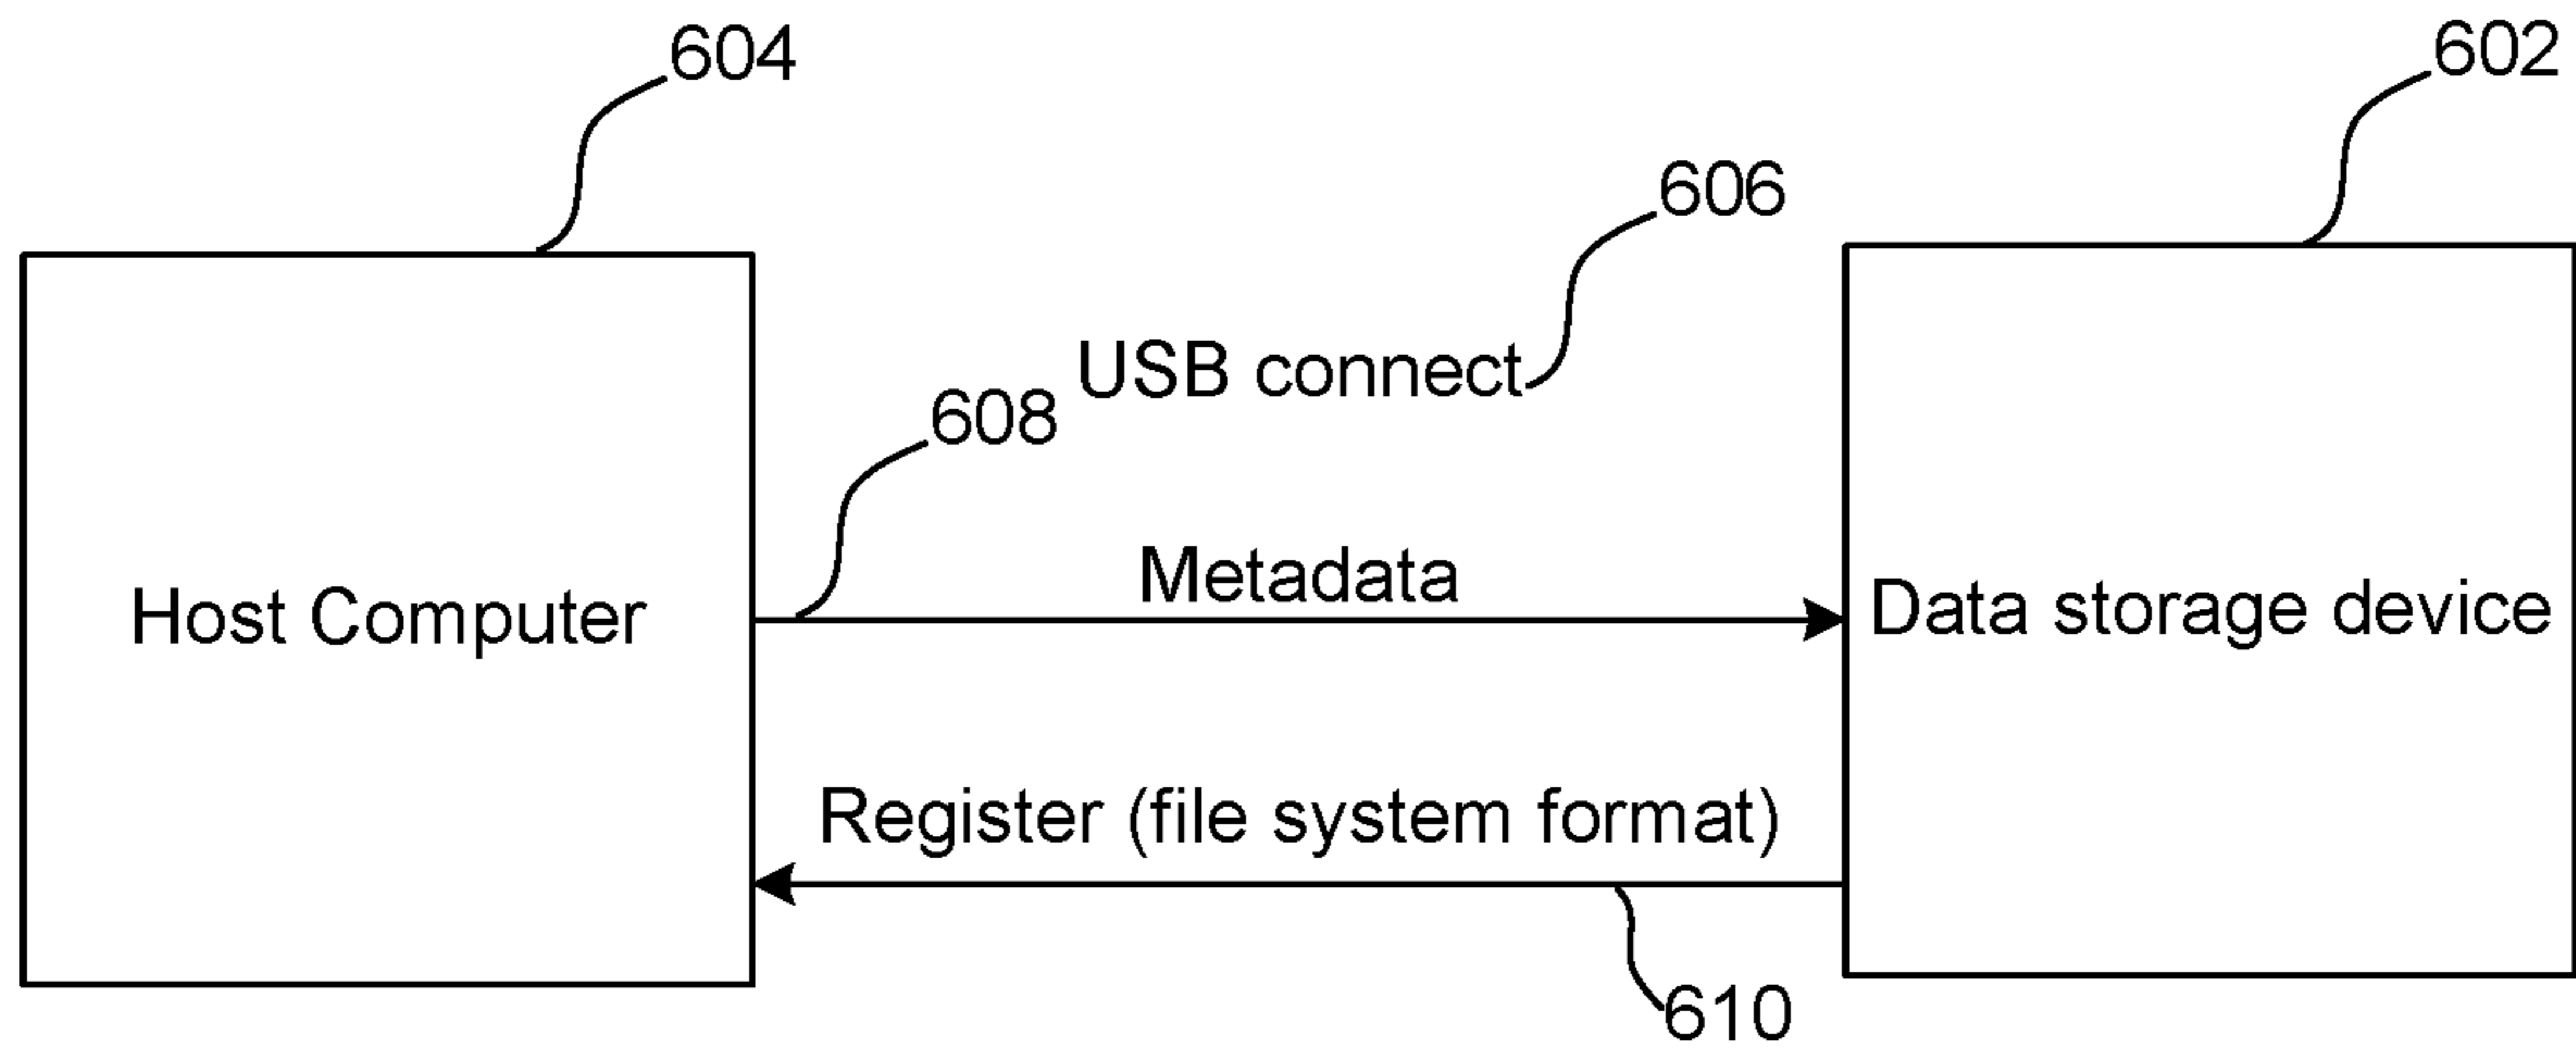 604
602
606
USB connect
608
Metadata
Host Computer
Data storage device
Register (file system format)
610